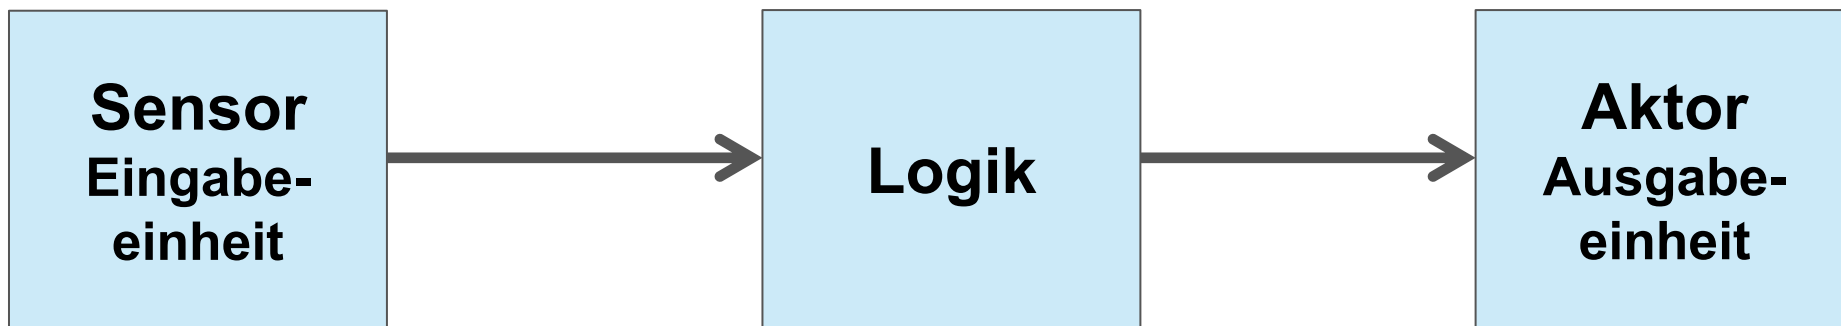 Sensor
Eingabe-
einheit
Logik
Aktor
Ausgabe-
einheit